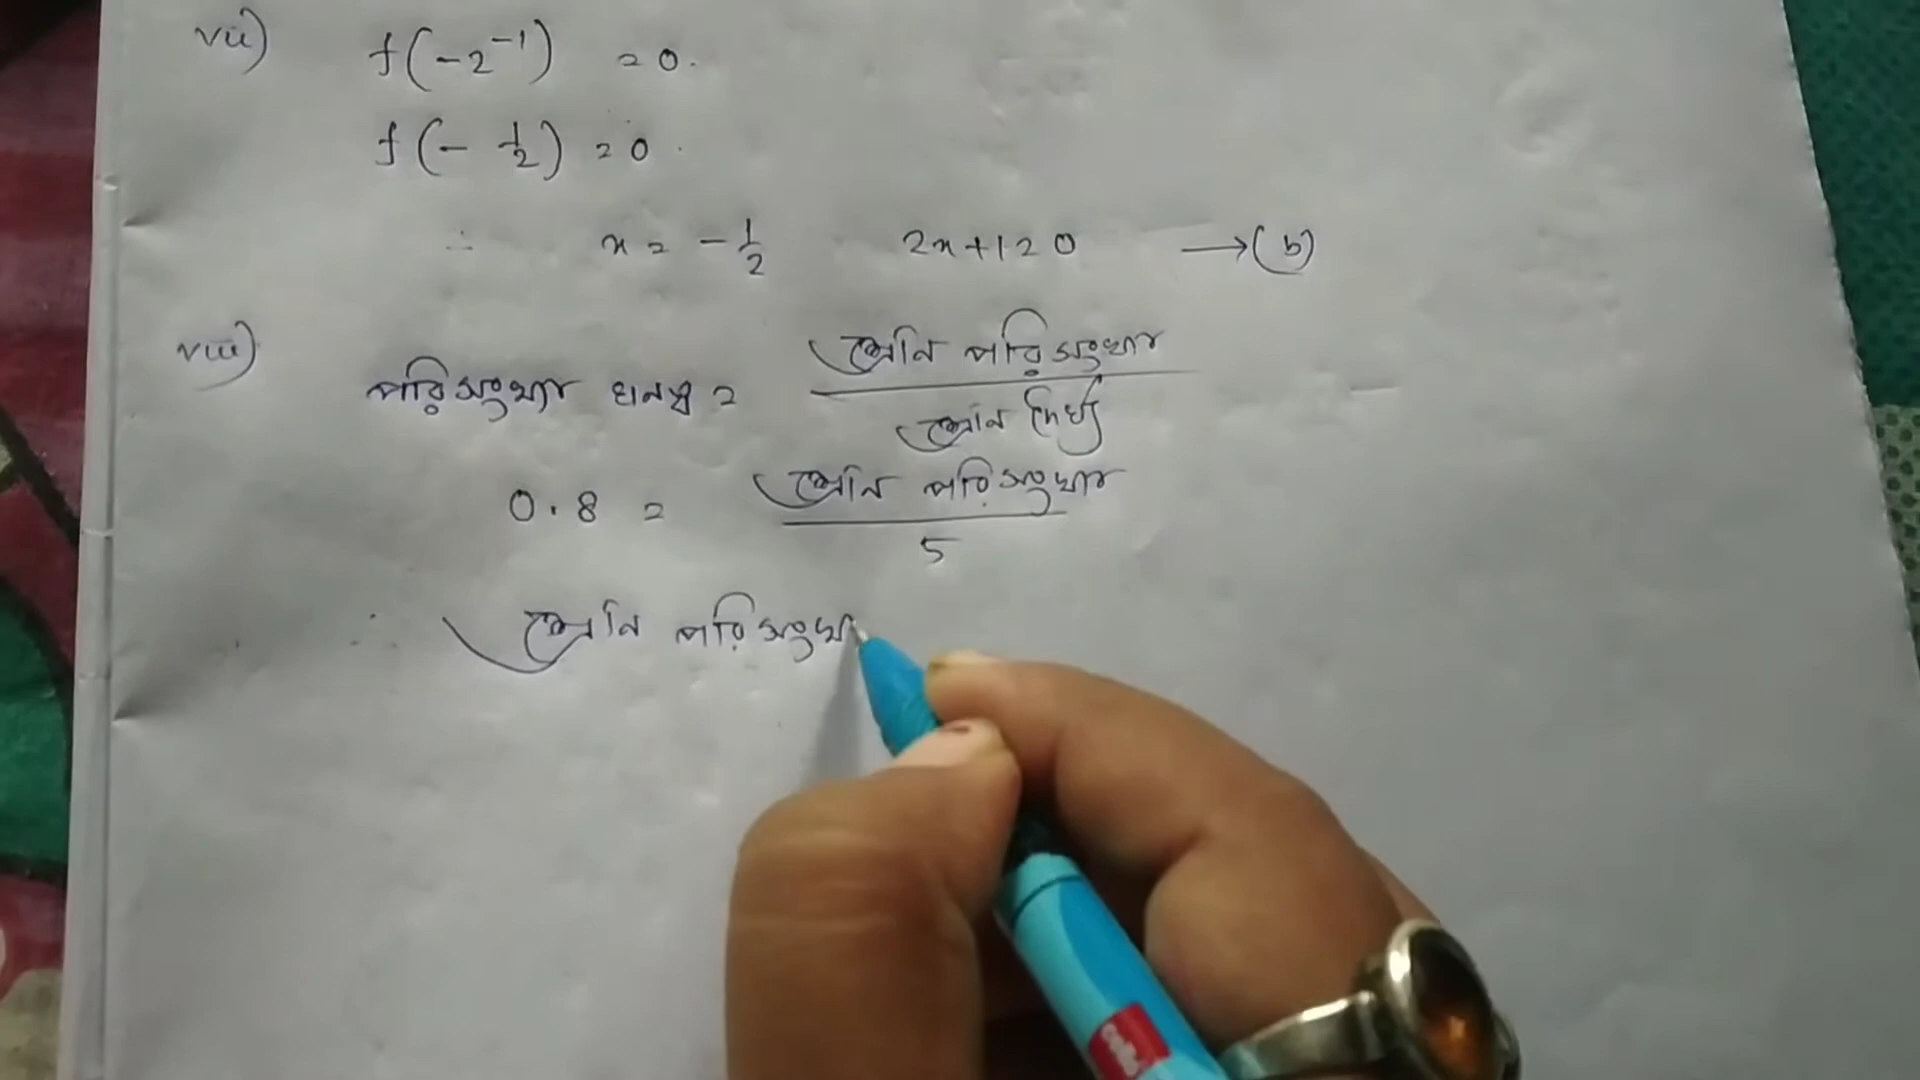 vii) f(-2⁻¹) = 0.
f(- 1/2) = 0.
∴ x = -1/2 2x+1=0 → (b)
viii) পরিসংখ্যা ঘনত্ব = শ্রেনি পরিসংখ্যা / শ্রেনি দৈর্ঘ্য
0.8 = শ্রেনি পরিসংখ্যা / 5
∴ শ্রেনি পরিসংখ্যা
cello